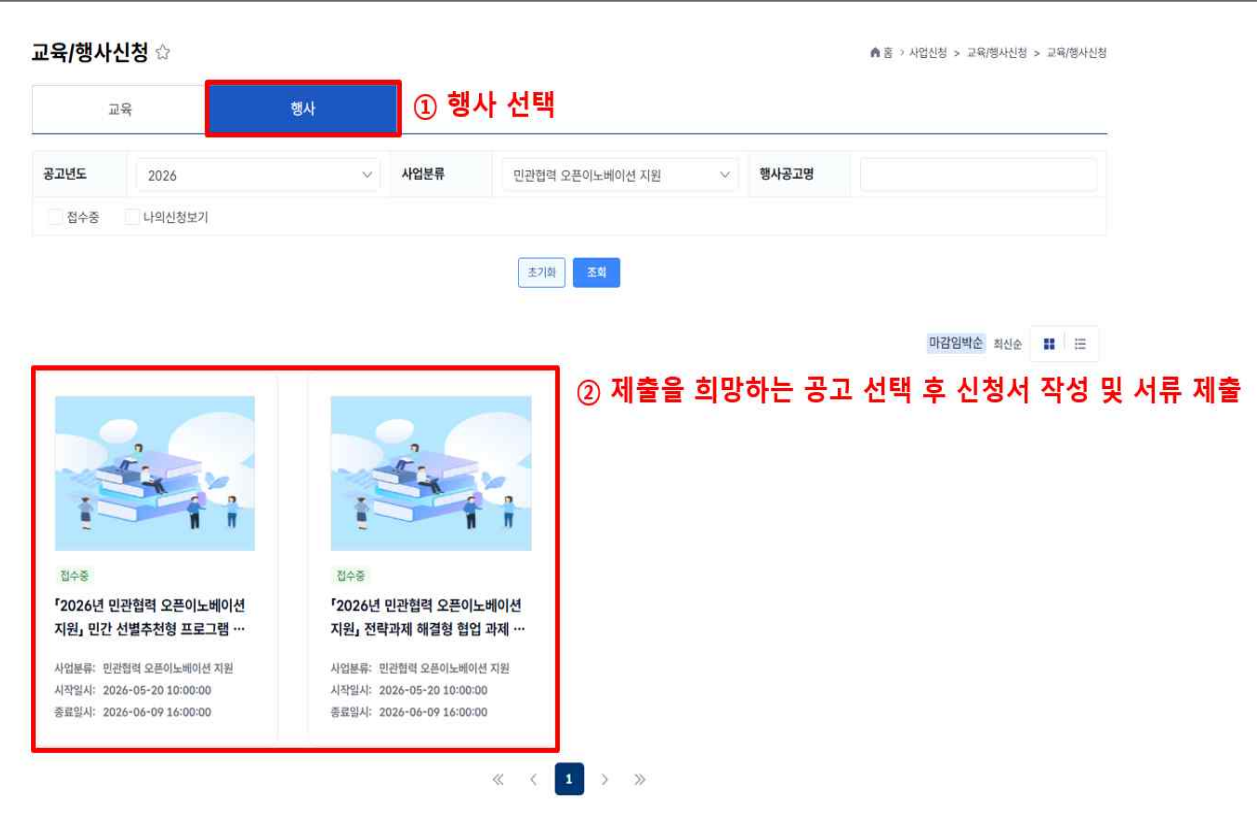 교육/행사신청 ☆
홈 > 사업신청 > 교육/행사신청 > 교육/행사신청
교육
행사
① 행사 선택
공고년도
2026
사업분류
민관협력 오픈이노베이션 지원
행사공고명
접수중
나의신청보기
초기화
조회
마감임박순
최신순
② 제출을 희망하는 공고 선택 후 신청서 작성 및 서류 제출
접수중
「2026년 민관협력 오픈이노베이션
지원」 민간 선별추천형 프로그램 …
사업분류: 민관협력 오픈이노베이션 지원
시작일시: 2026-05-20 10:00:00
종료일시: 2026-06-09 16:00:00
접수중
「2026년 민관협력 오픈이노베이션
지원」 전략과제 해결형 협업 과제 …
사업분류: 민관협력 오픈이노베이션 지원
시작일시: 2026-05-20 10:00:00
종료일시: 2026-06-09 16:00:00
« < 1 > »